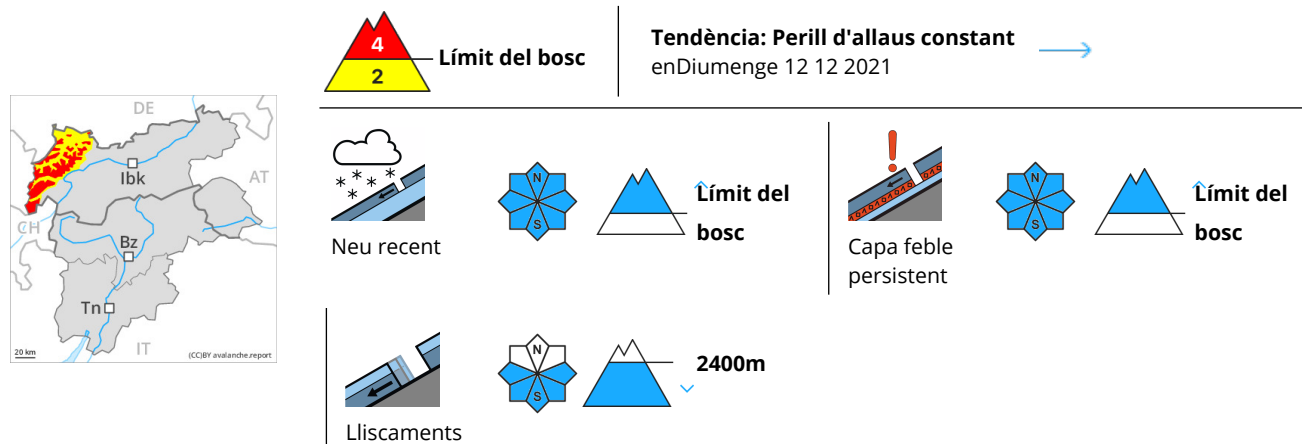 4
2
Límit del bosc
Tendència: Perill d'allaus constant
enDiumenge 12 12 2021
DE
AT
CH
IT
Ibk
Bz
Tn
20 km
(CC)BY avalanche.report
N
S
Límit del
bosc
Neu recent
N
S
Límit del
bosc
Capa feble
persistent
N
S
2400m
Lliscaments